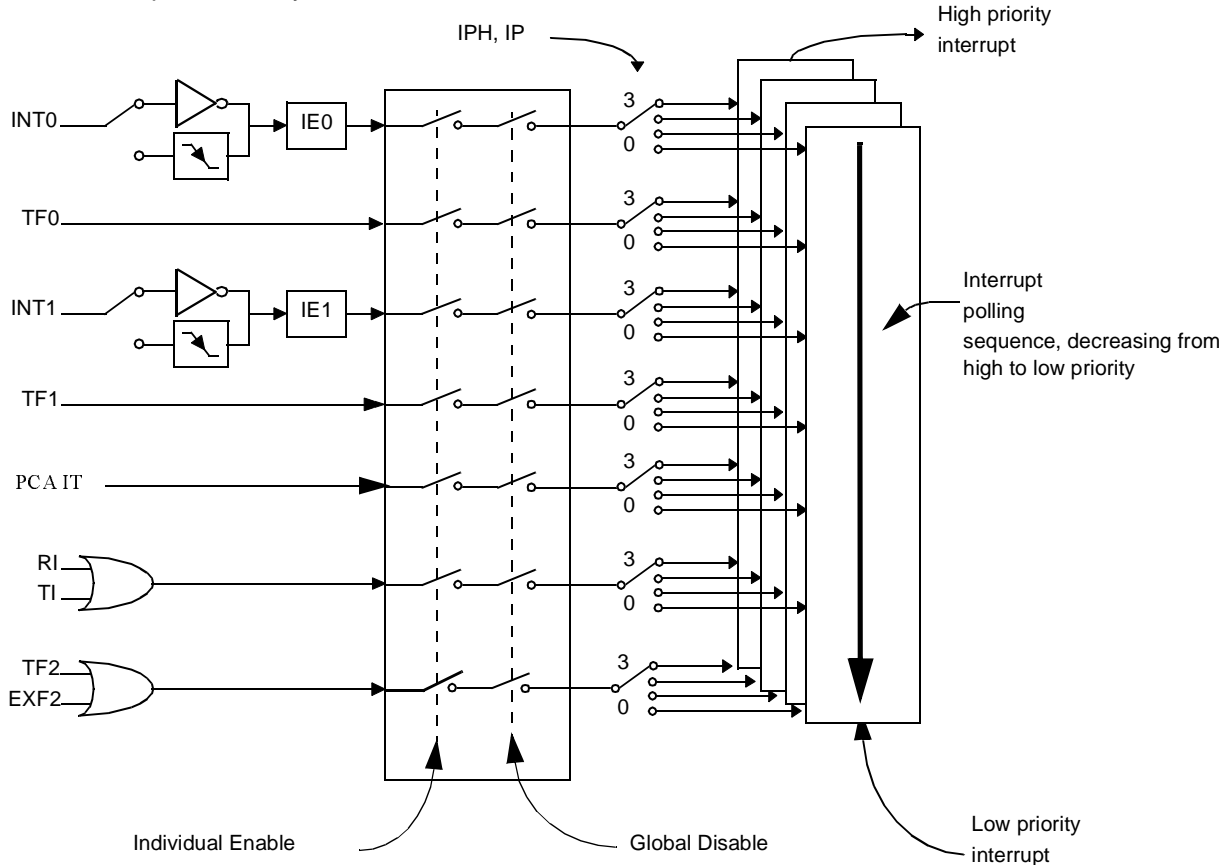 High priority
interrupt
IPH, IP
INT0
IE0
3
0
TF0
3
0
INT1
IE1
3
0
Interrupt
polling
sequence, decreasing from
high to low priority
TF1
3
0
PCA IT
3
0
RI
TI
3
0
TF2
EXF2
3
0
Individual Enable
Global Disable
Low priority
interrupt